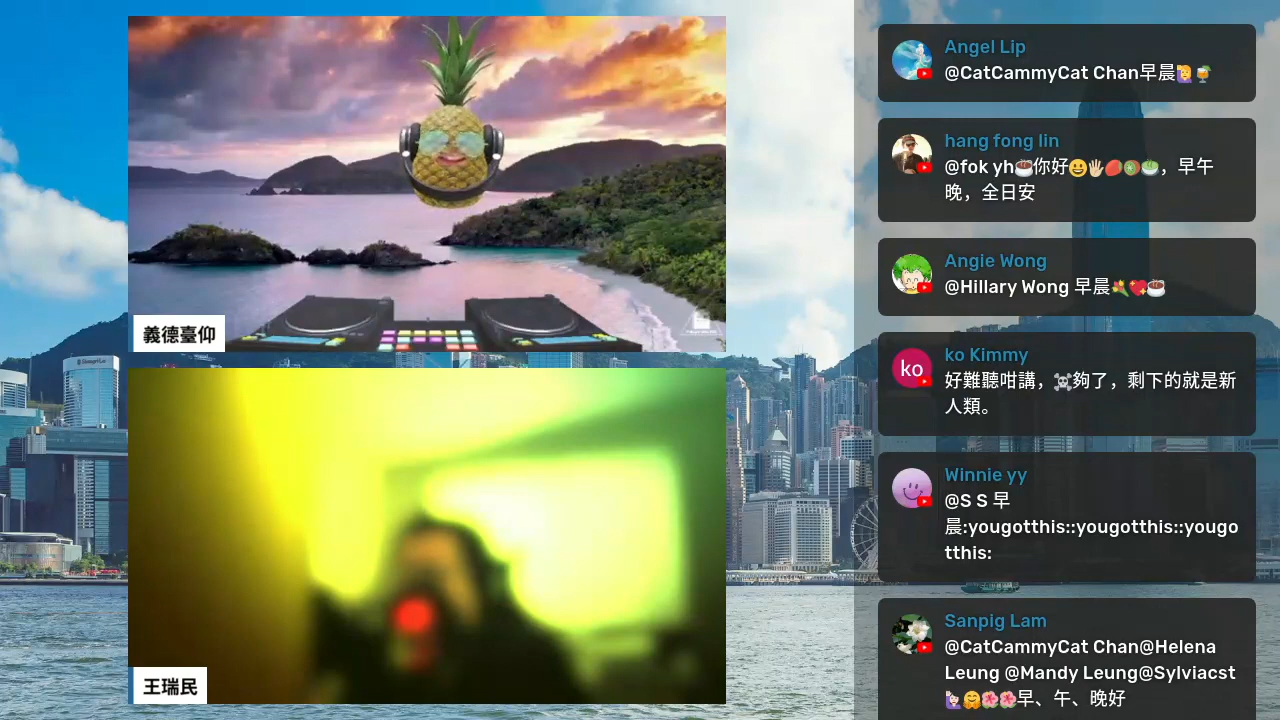 義德臺仰
王瑞民
Angel Lip
@CatCammyCat Chan早晨🙋🍹
hang fong lin
@fok yh☕你好😀🖐🥭🥝🍵，早午
晚，全日安
Angie Wong
@Hillary Wong 早晨💐💖☕
ko
ko Kimmy
好難聽咁講，☠夠了，剩下的就是新
人類。
Winnie yy
@S S 早
晨:yougotthis::yougotthis::yougo
tthis:
Sanpig Lam
@CatCammyCat Chan@Helena
Leung @Mandy Leung@Sylviacst
🙋🏻‍♀️🤗🌺🌺早、午、晚好